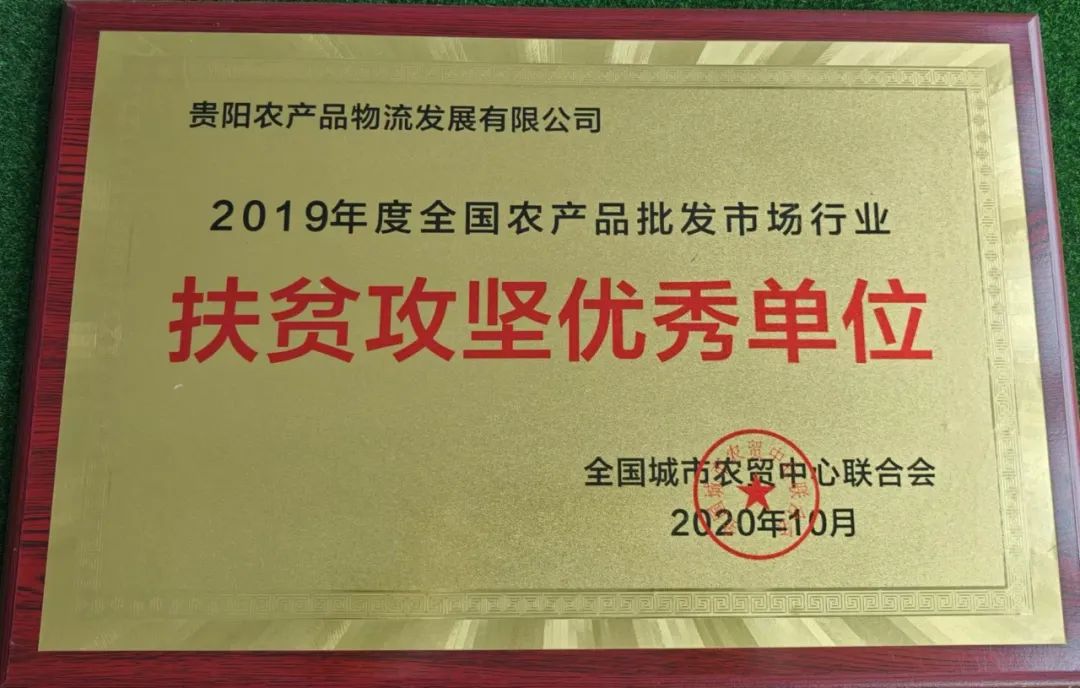 贵阳农产品物流发展有限公司
2019年度全国农产品批发市场行业
扶贫攻坚优秀单位
全国城市农贸中心联合会
2020年10月